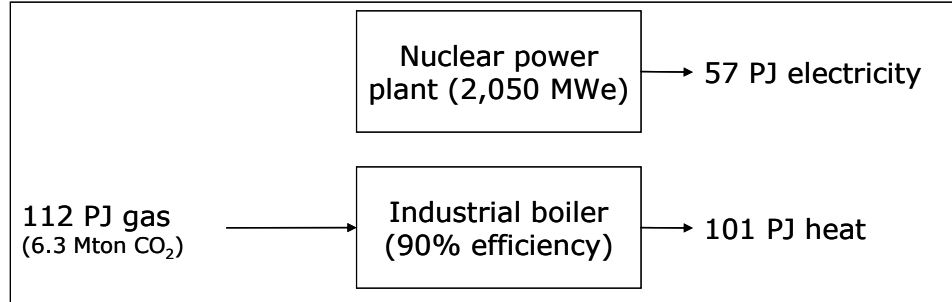 Nuclear power
plant (2,050 MWe)
57 PJ electricity
112 PJ gas
(6.3 Mton CO₂)
Industrial boiler
(90% efficiency)
101 PJ heat